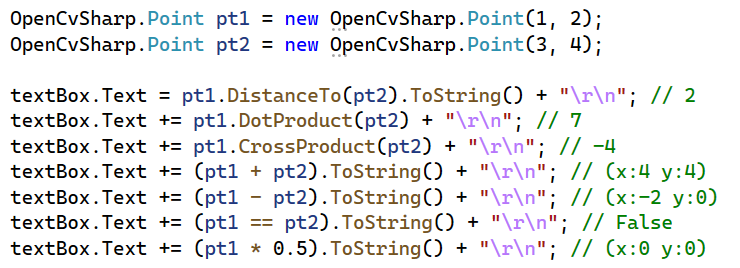 OpenCvSharp.Point pt1 = new OpenCvSharp.Point(1, 2);
OpenCvSharp.Point pt2 = new OpenCvSharp.Point(3, 4);

textBox.Text = pt1.DistanceTo(pt2).ToString() + "\r\n"; // 2
textBox.Text += pt1.DotProduct(pt2) + "\r\n"; // 7
textBox.Text += pt1.CrossProduct(pt2) + "\r\n"; // -4
textBox.Text += (pt1 + pt2).ToString() + "\r\n"; // (x:4 y:4)
textBox.Text += (pt1 - pt2).ToString() + "\r\n"; // (x:-2 y:0)
textBox.Text += (pt1 == pt2).ToString() + "\r\n"; // False
textBox.Text += (pt1 * 0.5).ToString() + "\r\n"; // (x:0 y:0)